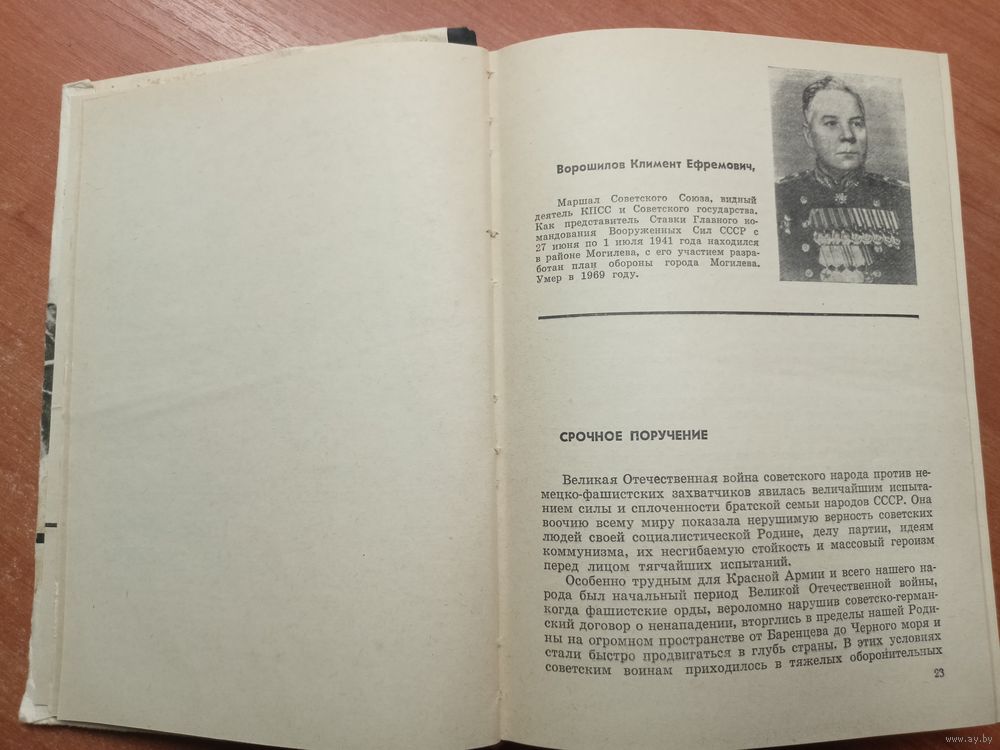 Ворошилов Климент Ефремович,
Маршал Советского Союза, видный
деятель КПСС и Советского государства.
Как представитель Ставки Главного ко-
мандования Вооруженных Сил СССР с
27 июня по 1 июля 1941 года находился
в районе Могилева, с его участием разра-
ботан план обороны города Могилева.
Умер в 1969 году.
СРОЧНОЕ ПОРУЧЕНИЕ
Великая Отечественная война советского народа против не-
мецко-фашистских захватчиков явилась величайшим испыта-
нием силы и сплоченности братской семьи народов СССР. Она
воочию всему миру показала нерушимую верность советских
людей своей социалистической Родине, делу партии, идеям
коммунизма, их несгибаемую стойкость и массовый героизм
перед лицом тягчайших испытаний.
Особенно трудным для Красной Армии и всего нашего на-
рода был начальный период Великой Отечественной войны,
когда фашистские орды, вероломно нарушив советско-герман-
ский договор о ненападении, вторглись в пределы нашей Роди-
ны на огромном пространстве от Баренцева до Черного моря и
стали быстро продвигаться в глубь страны. В этих условиях
советским воинам приходилось в тяжелых оборонительных
23
www.ay.by